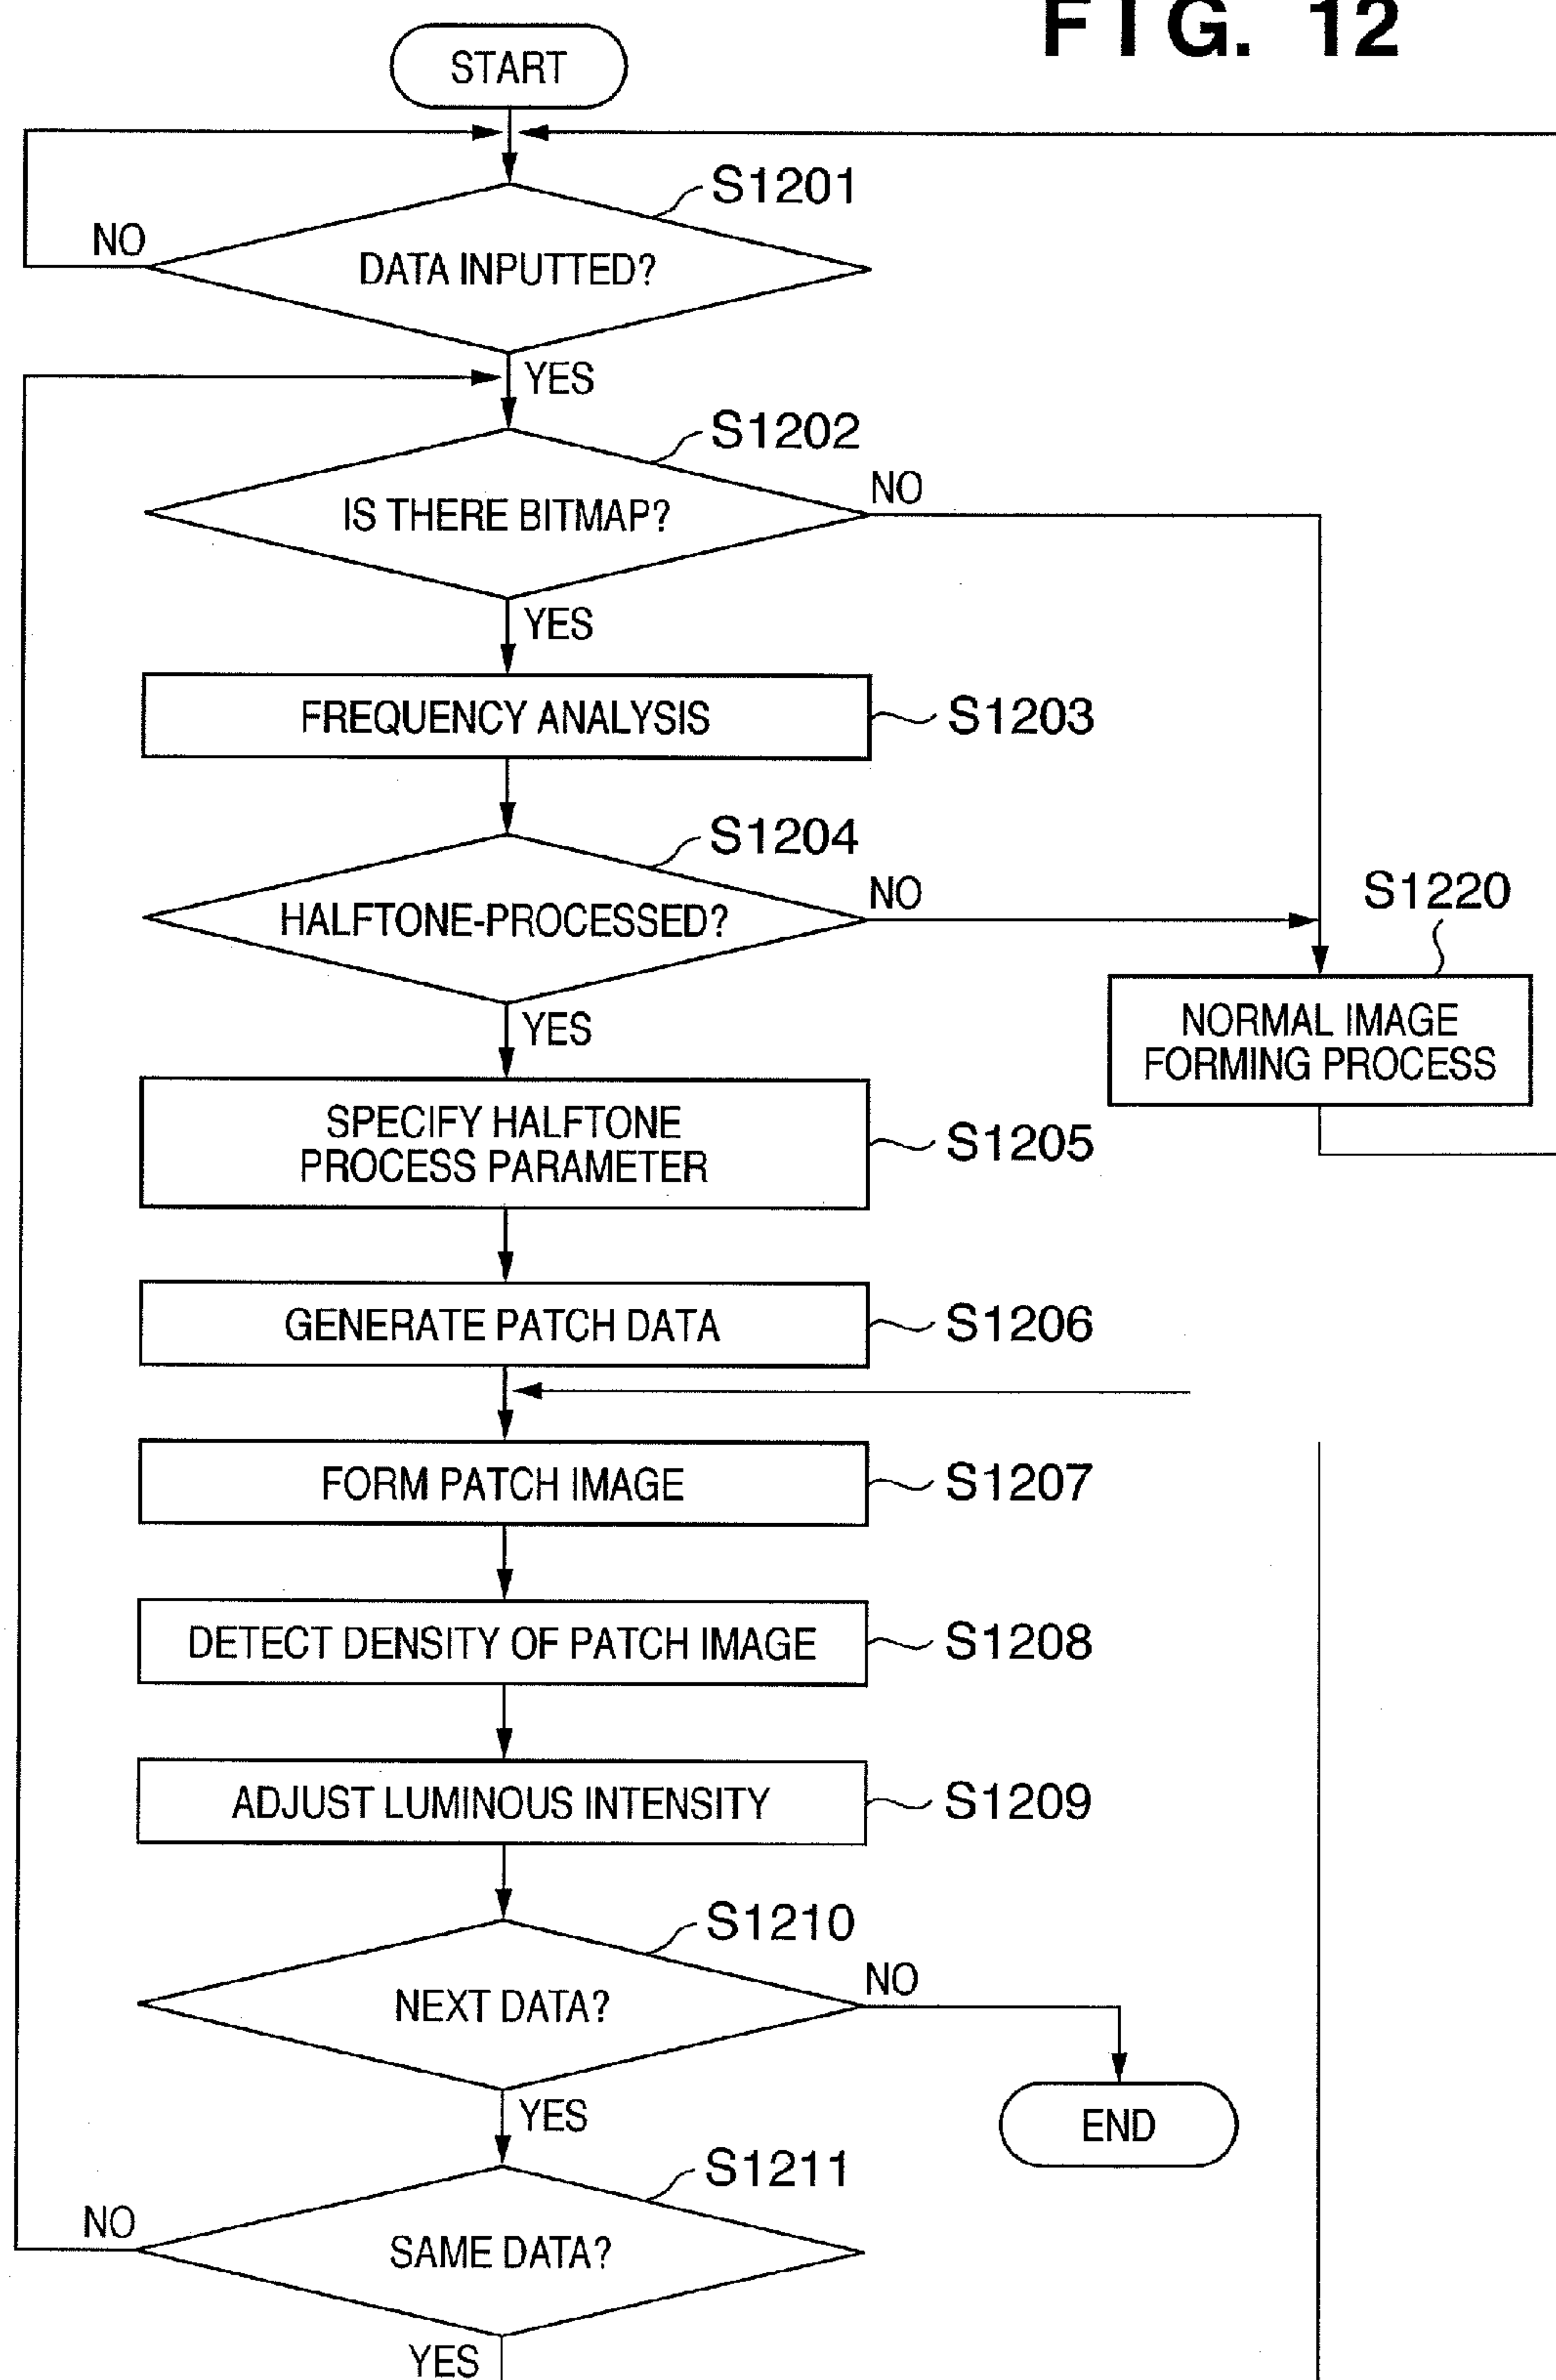 FIG. 12
START
S1201
NO
DATA INPUTTED?
YES
S1202
NO
IS THERE BITMAP?
YES
FREQUENCY ANALYSIS
S1203
S1204
NO
HALFTONE-PROCESSED?
S1220
YES
NORMAL IMAGE
FORMING PROCESS
SPECIFY HALFTONE
PROCESS PARAMETER
S1205
GENERATE PATCH DATA
S1206
FORM PATCH IMAGE
S1207
DETECT DENSITY OF PATCH IMAGE
S1208
ADJUST LUMINOUS INTENSITY
S1209
S1210
NO
NEXT DATA?
YES
END
S1211
NO
SAME DATA?
YES